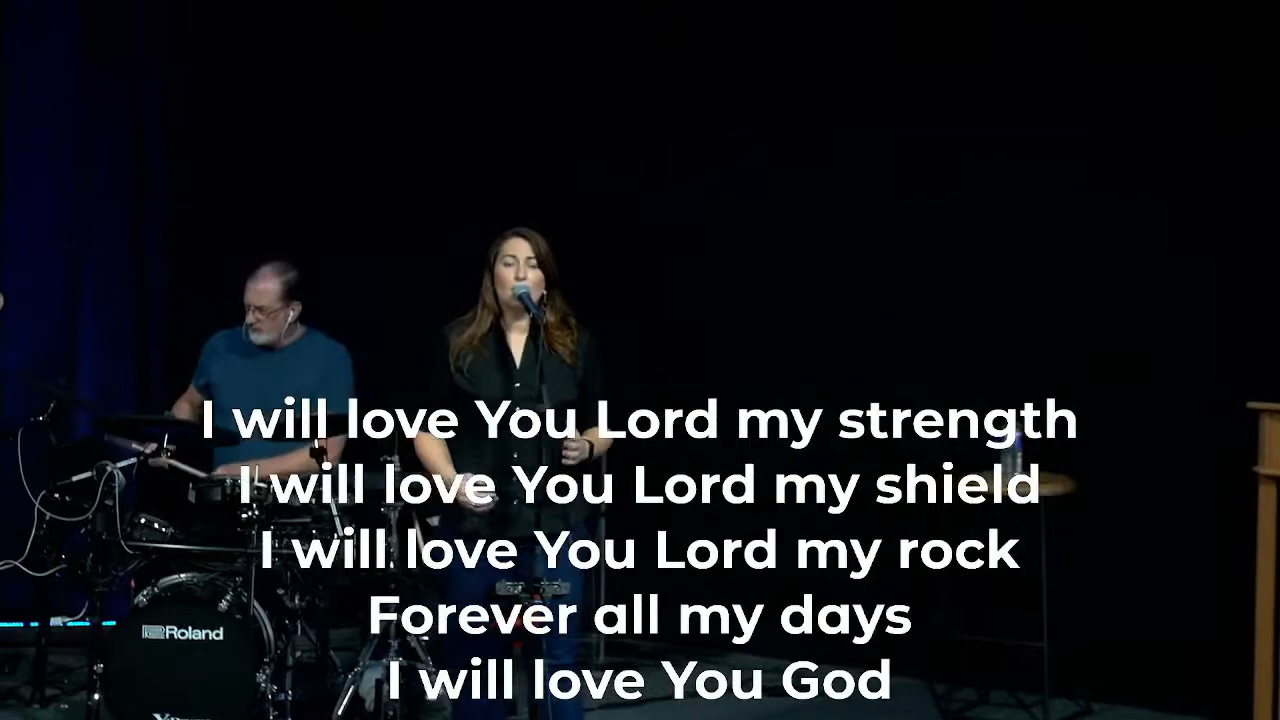 I will love You Lord my strength
I will love You Lord my shield
I will love You Lord my rock
Forever all my days
I will love You God
Roland